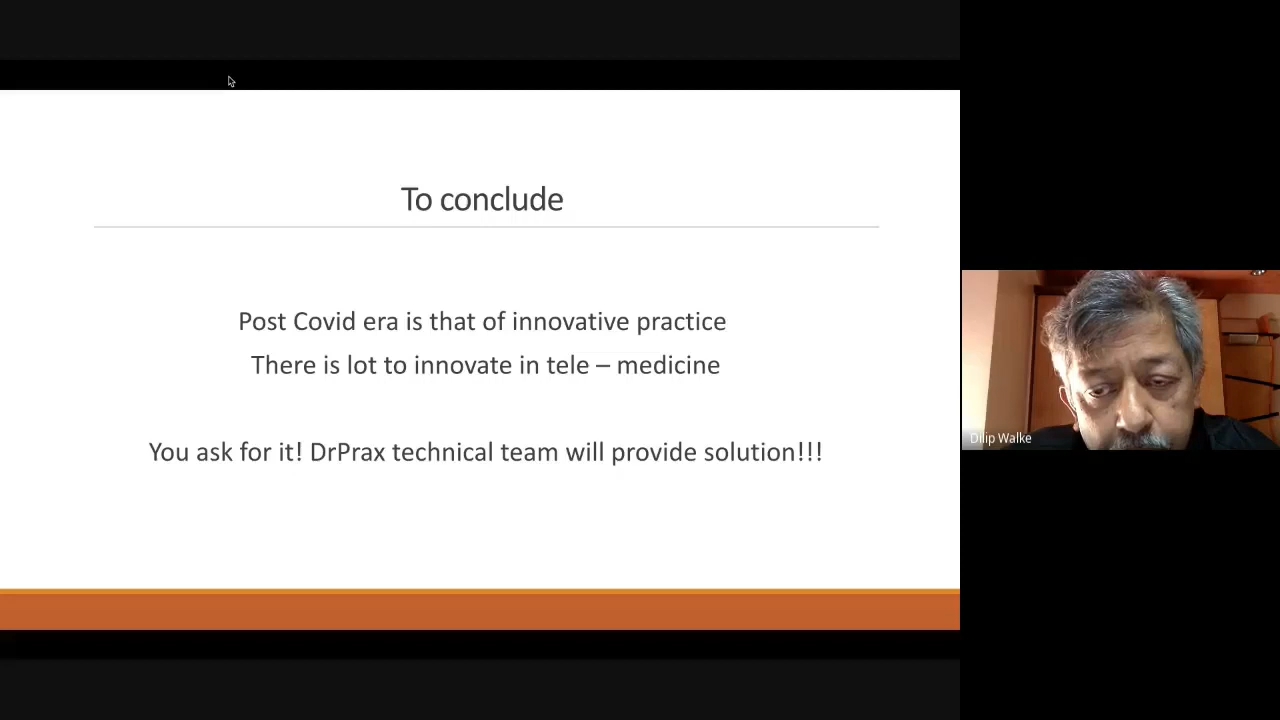 To conclude
Post Covid era is that of innovative practice
There is lot to innovate in tele – medicine
You ask for it! DrPrax technical team will provide solution!!!
Dilip Walke